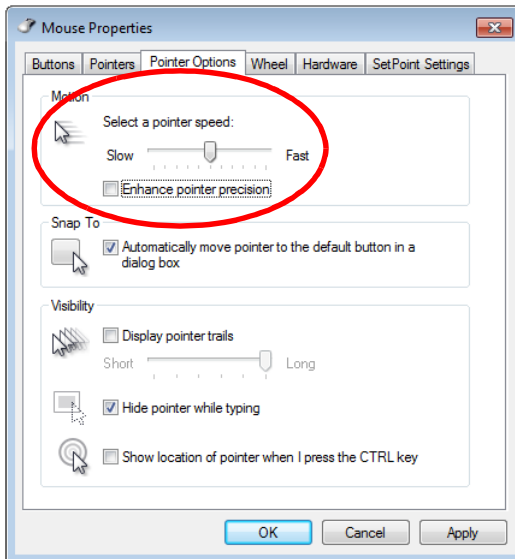 Mouse Properties
Buttons Pointers Pointer Options Wheel Hardware SetPoint Settings
Motion
Select a pointer speed:
Slow Fast
Enhance pointer precision
Snap To
Automatically move pointer to the default button in a
dialog box
Visibility
Display pointer trails
Short Long
Hide pointer while typing
Show location of pointer when I press the CTRL key
OK Cancel Apply